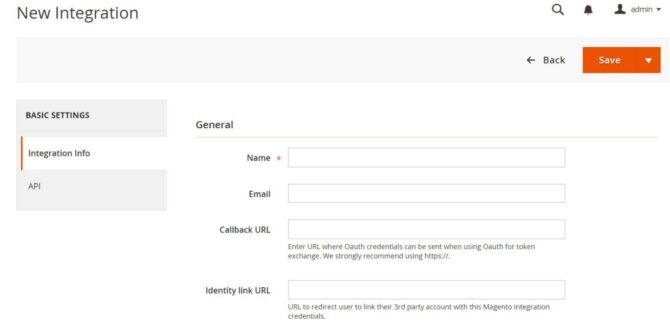 New Integration
admin
Back
Save
BASIC SETTINGS
Integration Info
API
General
Name *
Email
Callback URL
Enter URL where Oauth credentials can be sent when using Oauth for token
exchange. We strongly recommend using https://.
Identity link URL
URL to redirect user to link their 3rd party account with this Magento integration
credentials.